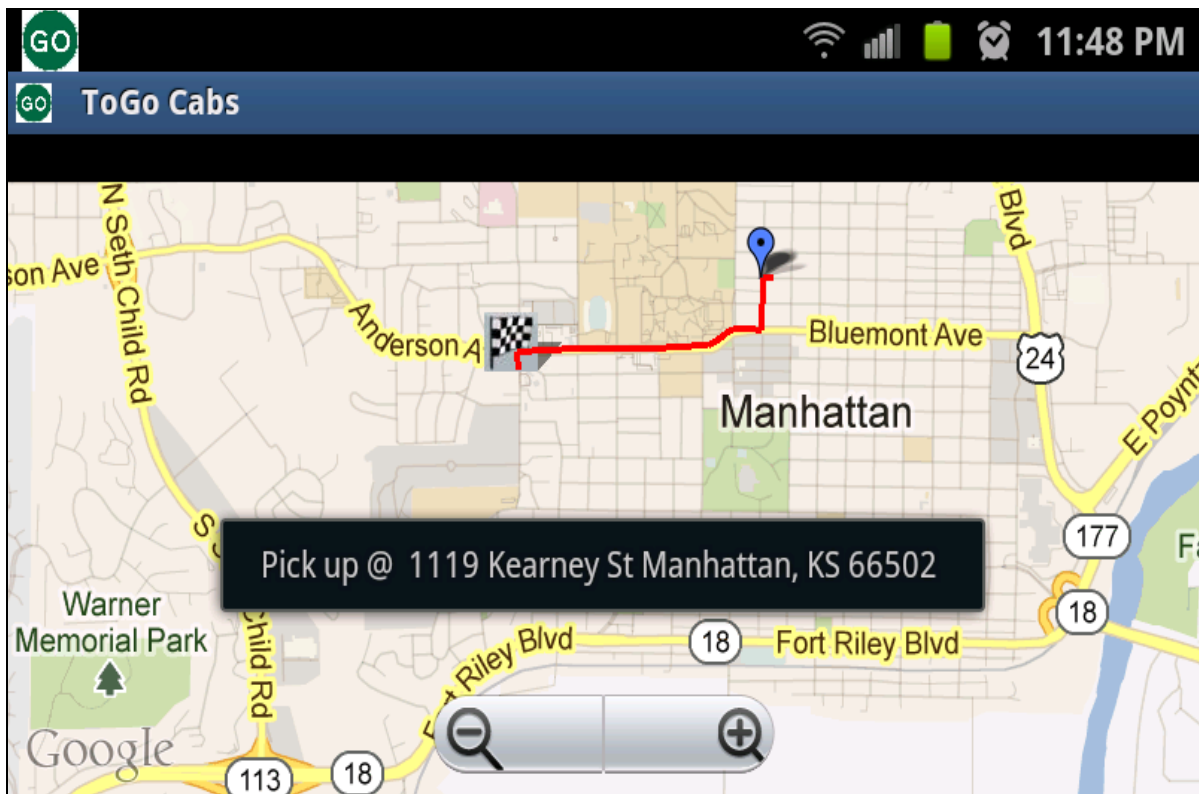 GO 11:48 PM
GO ToGo Cabs
N Seth Child Rd
Blvd
son Ave
Anderson A
Bluemont Ave
24
Manhattan
E Poyntz
177
Fa
Pick up @ 1119 Kearney St Manhattan, KS 66502
S
Child Rd
Warner
Memorial Park
18
Riley Blvd
18
Fort Riley Blvd
Google
113
18